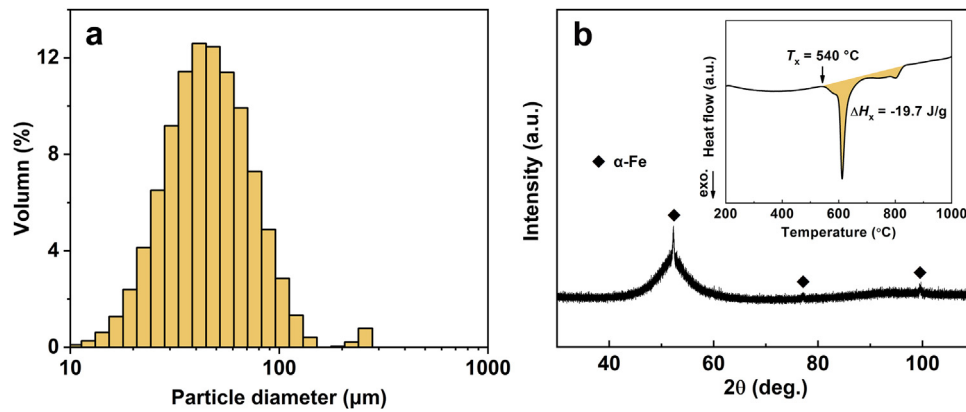 a
12
8
4
0
10
100
1000
Volumn (%)
Particle diameter (µm)
b
Tx = 540 °C
ΔHx = -19.7 J/g
Heat flow (a.u.)
exo.
200
400
600
800
1000
Temperature (°C)
◆ α-Fe
Intensity (a.u.)
40
60
80
100
2θ (deg.)